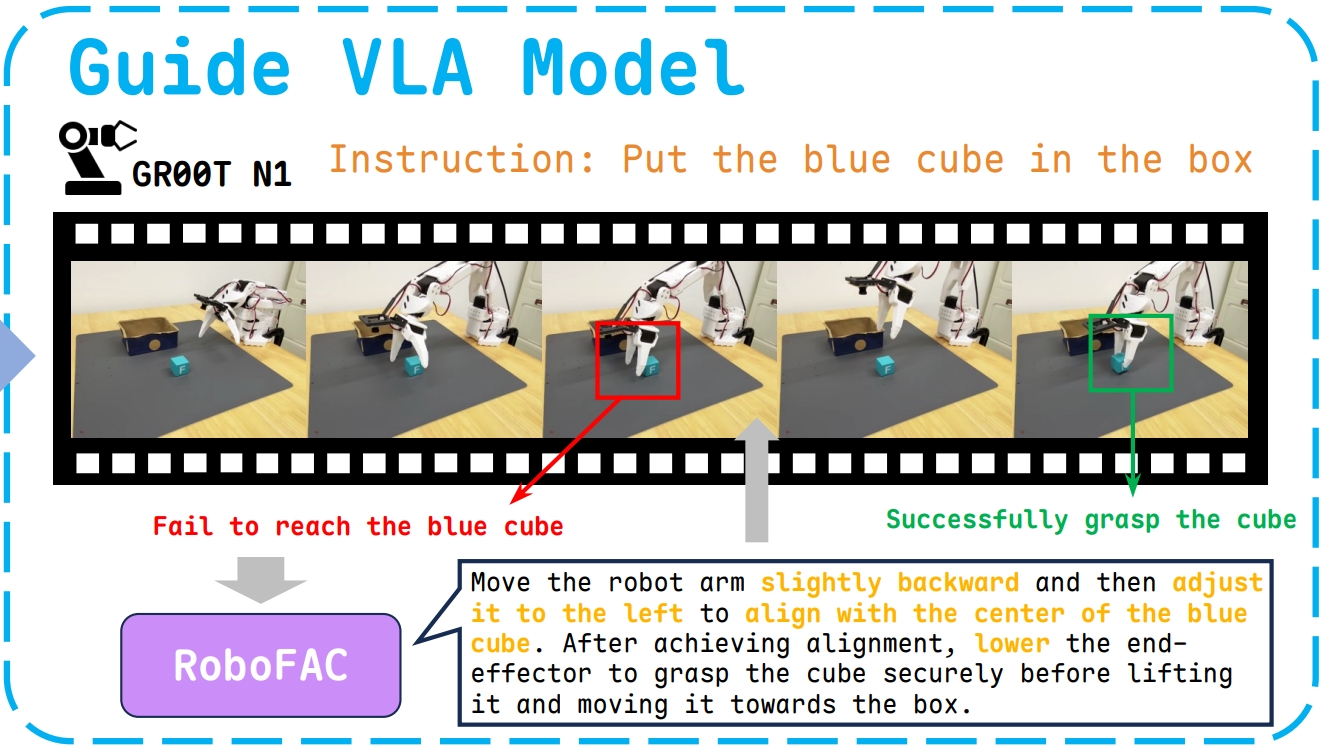 Guide VLA Model
GR00T N1
Instruction: Put the blue cube in the box
F
F
F
F
Fail to reach the blue cube
Successfully grasp the cube
RoboFAC
Move the robot arm slightly backward and then adjust
it to the left to align with the center of the blue
cube. After achieving alignment, lower the end-
effector to grasp the cube securely before lifting
it and moving it towards the box.